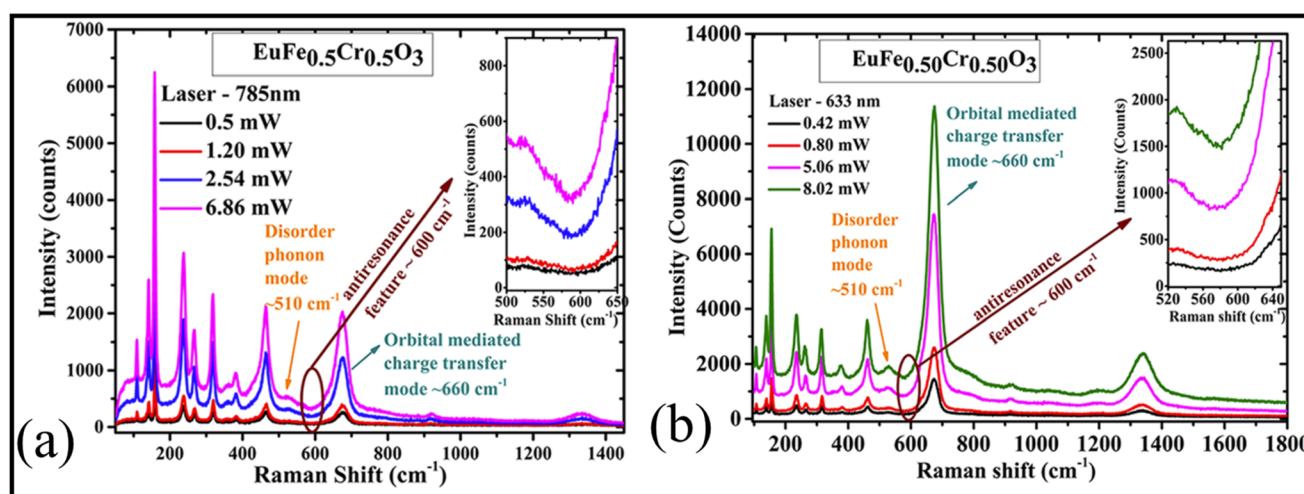 EuFe0.5Cr0.5O3
Laser - 785nm
0.5 mW
1.20 mW
2.54 mW
6.86 mW
Disorder
phonon
mode
~510 cm-1
antiresonance
feature ~ 600 cm-1
Orbital mediated
charge transfer
mode ~660 cm-1
Intensity (counts)
7000
6000
5000
4000
3000
2000
1000
0
200
400
600
800
1000
1200
1400
Raman Shift (cm-1)
Intensity (counts)
800
600
400
200
0
500
550
600
650
Raman Shift (cm-1)
(a)
EuFe0.50Cr0.50O3
Laser - 633 nm
0.42 mW
0.80 mW
5.06 mW
8.02 mW
Orbital mediated
charge transfer
mode ~660 cm-1
Disorder
phonon
mode
~510 cm-1
antiresonance
feature ~ 600 cm-1
Intensity (Counts)
14000
12000
10000
8000
6000
4000
2000
0
200
400
600
800
1000
1200
1400
1600
1800
Raman shift (cm-1)
Intensity (Counts)
2500
2000
1500
1000
500
0
520
560
600
640
Raman Shift (cm-1)
(b)